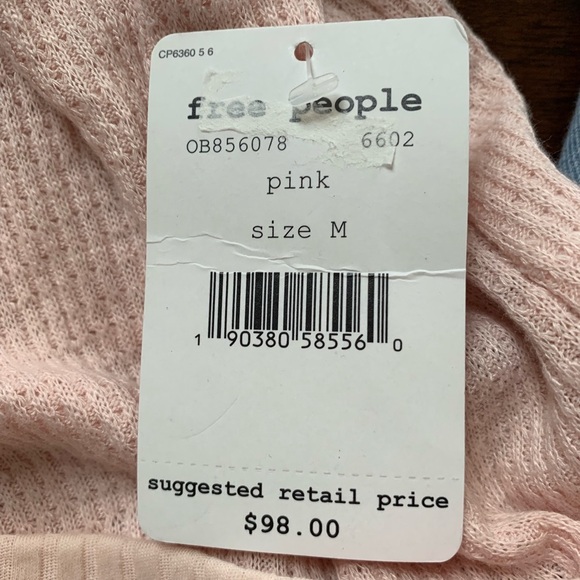 CP6360 5 6
free people
OB856078 6602
pink
size M
1 90380 58556 0
suggested retail price
$98.00